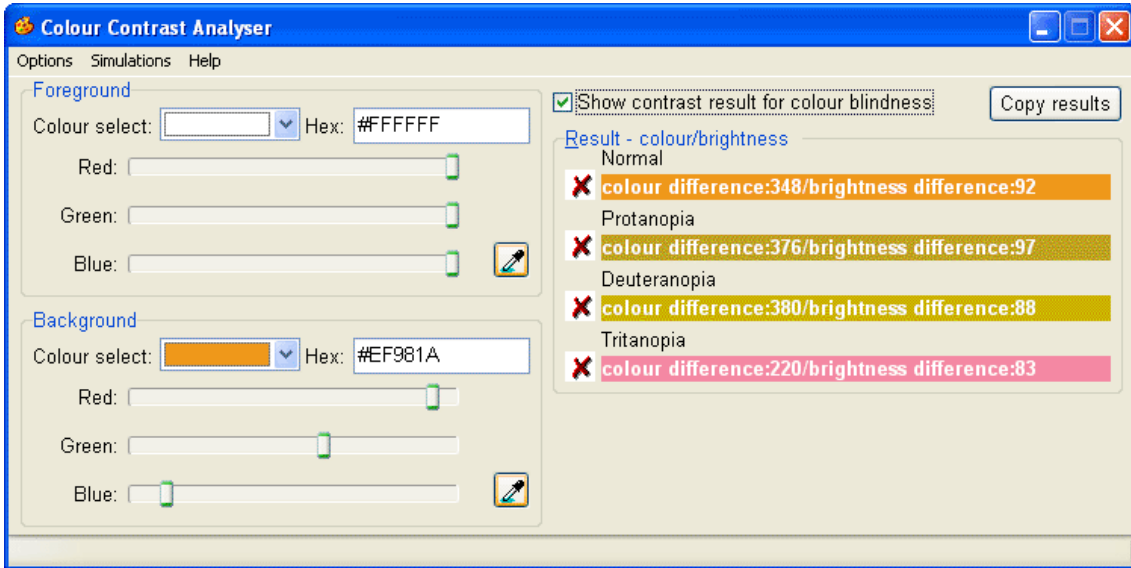 Colour Contrast Analyser
Options Simulations Help
Foreground
Colour select: Hex: #FFFFFF
Red:
Green:
Blue:
Background
Colour select: Hex: #EF981A
Red:
Green:
Blue:
Show contrast result for colour blindness
Copy results
Result - colour/brightness
Normal
colour difference:348/brightness difference:92
Protanopia
colour difference:376/brightness difference:97
Deuteranopia
colour difference:380/brightness difference:88
Tritanopia
colour difference:220/brightness difference:83